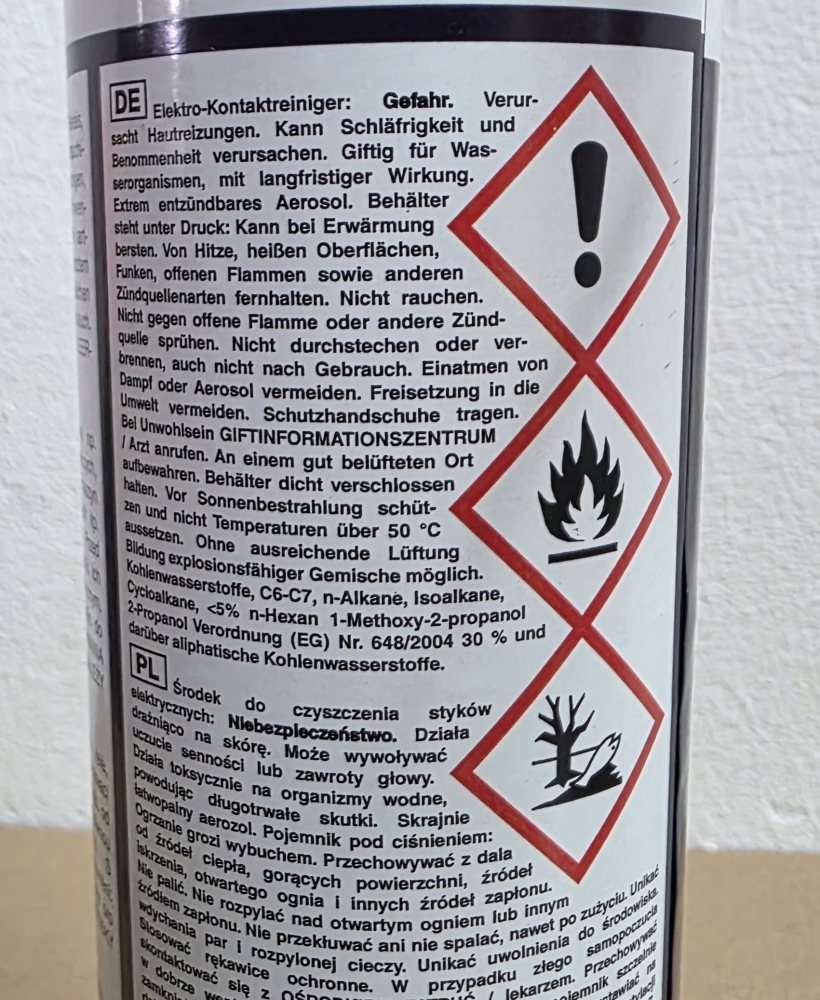 DE Elektro-Kontaktreiniger: Gefahr. Verur-
sacht Hautreizungen. Kann Schläfrigkeit und
Benommenheit verursachen. Giftig für Was-
serorganismen, mit langfristiger Wirkung.
Extrem entzündbares Aerosol. Behälter
steht unter Druck: Kann bei Erwärmung
bersten. Von Hitze, heißen Oberflächen,
Funken, offenen Flammen sowie anderen
Zündquellenarten fernhalten. Nicht rauchen.
Nicht gegen offene Flamme oder andere Zünd-
quelle sprühen. Nicht durchstechen oder ver-
brennen, auch nicht nach Gebrauch. Einatmen von
Dampf oder Aerosol vermeiden. Freisetzung in die
Umwelt vermeiden. Schutzhandschuhe tragen.
Bei Unwohlsein GIFTINFORMATIONSZENTRUM
/ Arzt anrufen. An einem gut belüfteten Ort
aufbewahren. Behälter dicht verschlossen
halten. Vor Sonnenbestrahlung schüt-
zen und nicht Temperaturen über 50 °C
aussetzen. Ohne ausreichende Lüftung
Bildung explosionsfähiger Gemische möglich.
Kohlenwasserstoffe, C6-C7, n-Alkane, Isoalkane,
Cycloalkane, <5% n-Hexan 1-Methoxy-2-propanol
2-Propanol Verordnung (EG) Nr. 648/2004 30 % und
darüber aliphatische Kohlenwasserstoffe.
PL Środek do czyszczenia styków
elektrycznych: Niebezpieczeństwo. Działa
drażniąco na skórę. Może wywoływać
uczucie senności lub zawroty głowy.
Działa toksycznie na organizmy wodne,
powodując długotrwałe skutki. Skrajnie
łatwopalny aerozol. Pojemnik pod ciśnieniem:
Ogrzanie grozi wybuchem. Przechowywać z dala
od źródeł ciepła, gorących powierzchni, źródeł
iskrzenia, otwartego ognia i innych źródeł zapłonu.
Nie palić. Nie rozpylać nad otwartym ogniem lub innym
źródłem zapłonu. Nie przekłuwać ani nie spalać, nawet po zużyciu. Unikać
wdychania par i rozpylonej cieczy. Unikać uwolnienia do środowiska.
Stosować rękawice ochronne. W przypadku złego samopoczucia
skontaktować się z / lekarzem. Przechowywać
w dobrze szczelnie